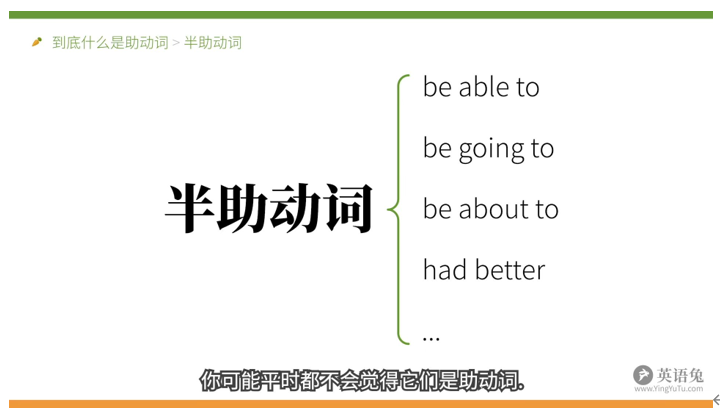 到底什么是助动词 > 半助动词
半助动词
be able to
be going to
be about to
had better
...
你可能平时都不会觉得它们是助动词.
英语兔
www.YingYuTu.com